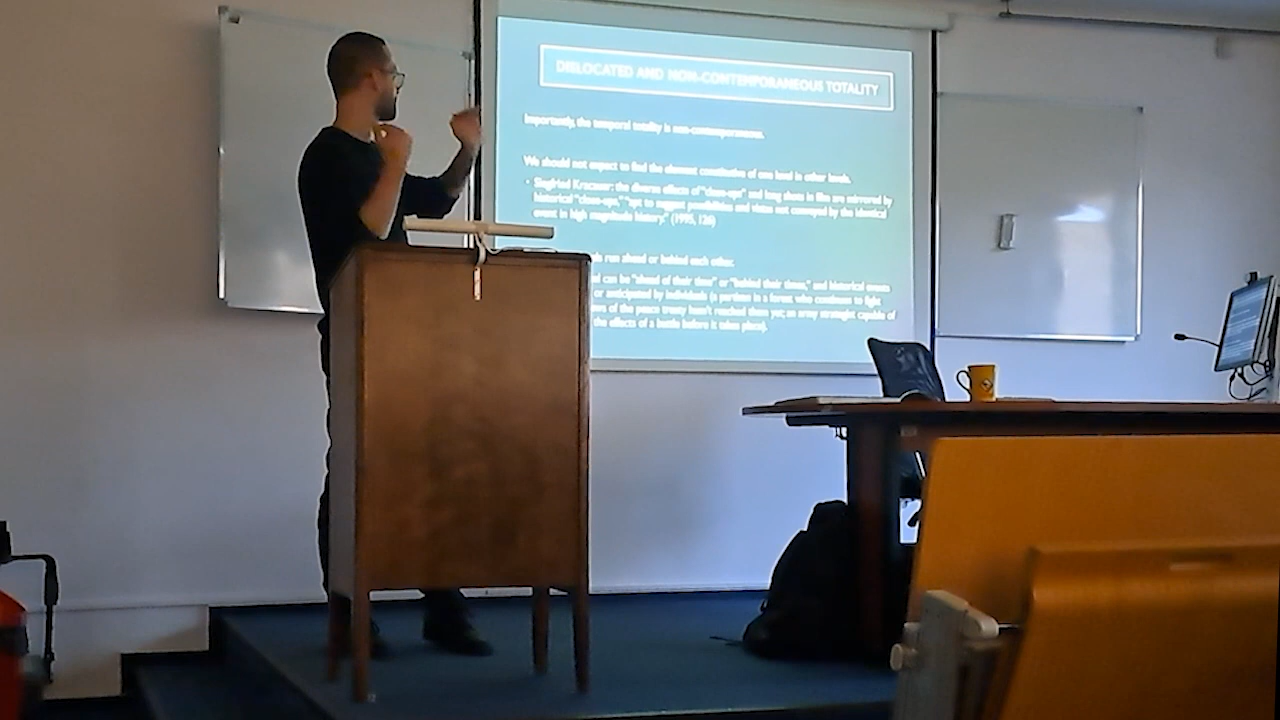 DISLOCATED AND NON-CONTEMPORANEOUS TOTALITY
Importantly, the temporal totality is non-contemporaneous.
We should not expect to find the element constitutive of one level in other levels.
Siegfried Kracauer: the diverse effects of "close-ups" and long shots in film are mirrored by
historical "close-ups," "apt to suggest possibilities and vistas not conveyed by the identical
event in high magnitude history." (1995, 126)
run ahead or behind each other.
can be "ahead of their time" or "behind their times," and historical events
or anticipated by individuals (a partisan in a forest who continues to fight
of the peace treaty hasn't reached them yet; an army strategist capable of
the effects of a battle before it takes place).